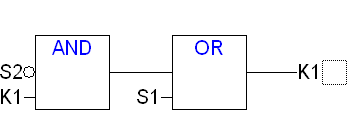 AND OR
S2 K1
K1 S1